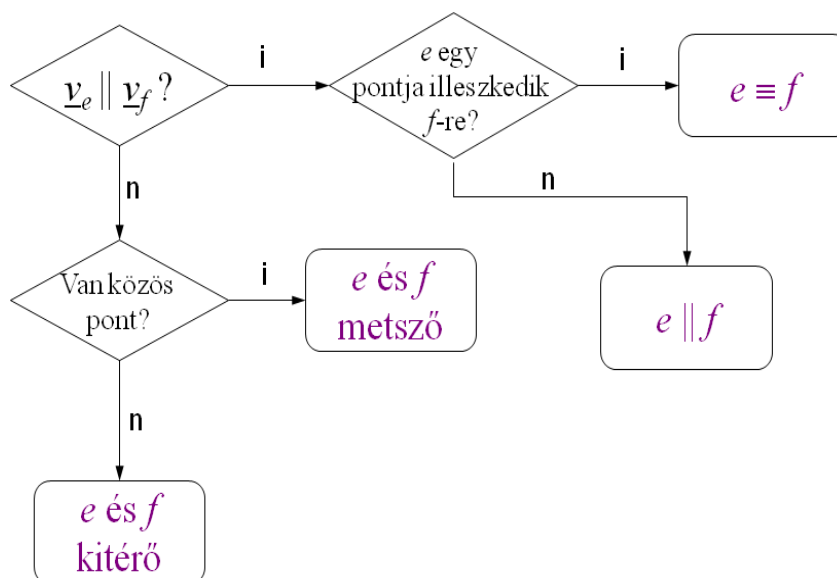 v_e || v_f ?
i
e egy
pontja illeszkedik
f-re?
i
e ≡ f
n
n
Van közös
pont?
i
e és f
metsző
e || f
n
e és f
kitérő